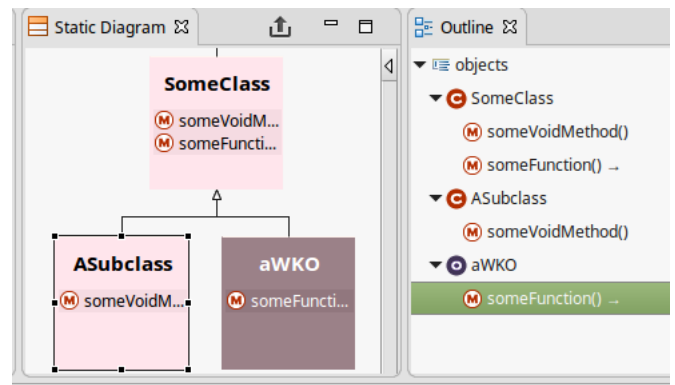 Static Diagram
SomeClass
M someVoidM...
M someFuncti...
ASubclass
M someVoidM...
aWKO
M someFuncti...
Outline
objects
C SomeClass
M someVoidMethod()
M someFunction() →
C ASubclass
M someVoidMethod()
O aWKO
M someFunction() →